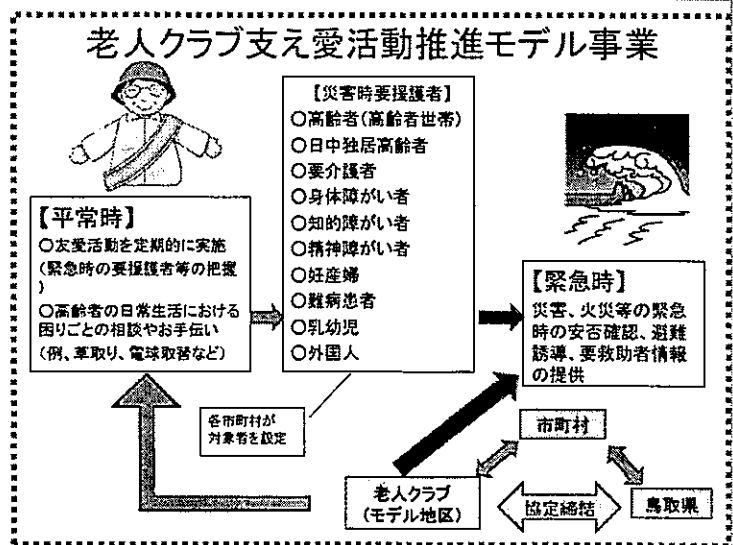 老人クラブ支え愛活動推進モデル事業
【平常時】
○友愛活動を定期的に実施
(緊急時の要援護者等の把握
)
○高齢者の日常生活における
困りごとの相談やお手伝い
(例、草取り、電球取替など)
【災害時要援護者】
○高齢者(高齢者世帯)
○日中独居高齢者
○要介護者
○身体障がい者
○知的障がい者
○精神障がい者
○妊産婦
○難病患者
○乳幼児
○外国人
各市町村が
対象者を設定
【緊急時】
災害、火災等の緊急
時の安否確認、避難
誘導、要救助者情報
の提供
市町村
老人クラブ
(モデル地区)
協定締結
鳥取県